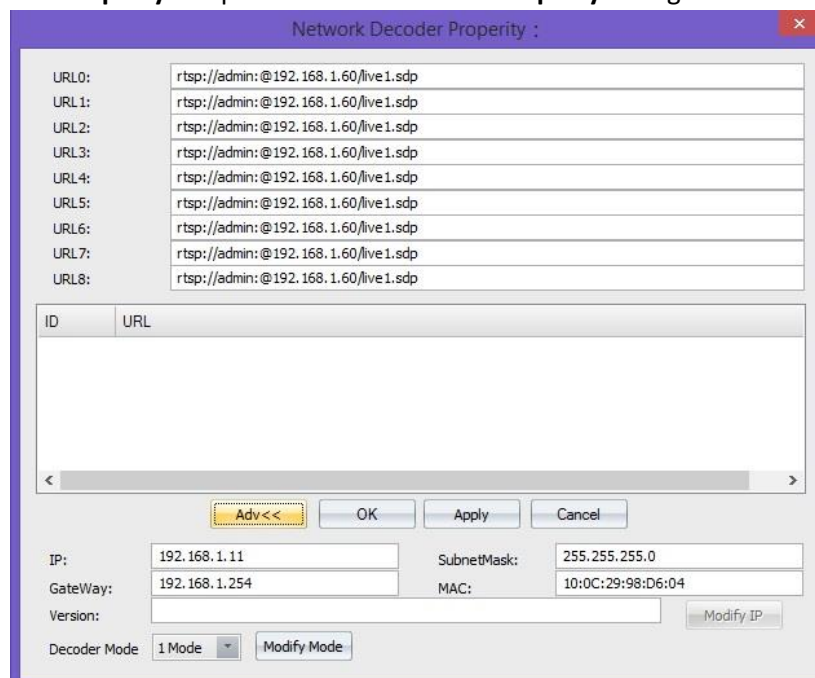 Network Decoder Properity :
URL0: rtsp://admin:@192.168.1.60/live1.sdp
URL1: rtsp://admin:@192.168.1.60/live1.sdp
URL2: rtsp://admin:@192.168.1.60/live1.sdp
URL3: rtsp://admin:@192.168.1.60/live1.sdp
URL4: rtsp://admin:@192.168.1.60/live1.sdp
URL5: rtsp://admin:@192.168.1.60/live1.sdp
URL6: rtsp://admin:@192.168.1.60/live1.sdp
URL7: rtsp://admin:@192.168.1.60/live1.sdp
URL8: rtsp://admin:@192.168.1.60/live1.sdp
ID URL
Adv<< OK Apply Cancel
IP: 192.168.1.11 SubnetMask: 255.255.255.0
GateWay: 192.168.1.254 MAC: 10:0C:29:98:D6:04
Version: Modify IP
Decoder Mode 1 Mode Modify Mode